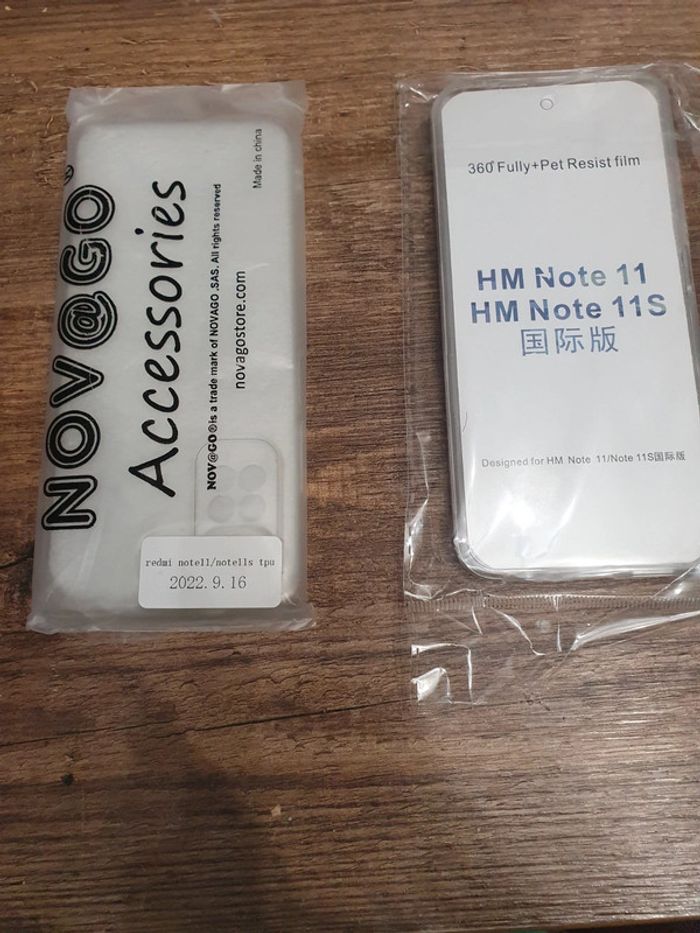 NOV@GO®
Accessories
NOV@GO®is a trade mark of NOVAGO .SAS. All rights reserved
novagostore.com
Made in china
redmi note11/note11s tpu
2022.9.16
360°Fully+Pet Resist film
HM Note 11
HM Note 11S
国际版
Designed for HM Note 11/Note 11S国际版